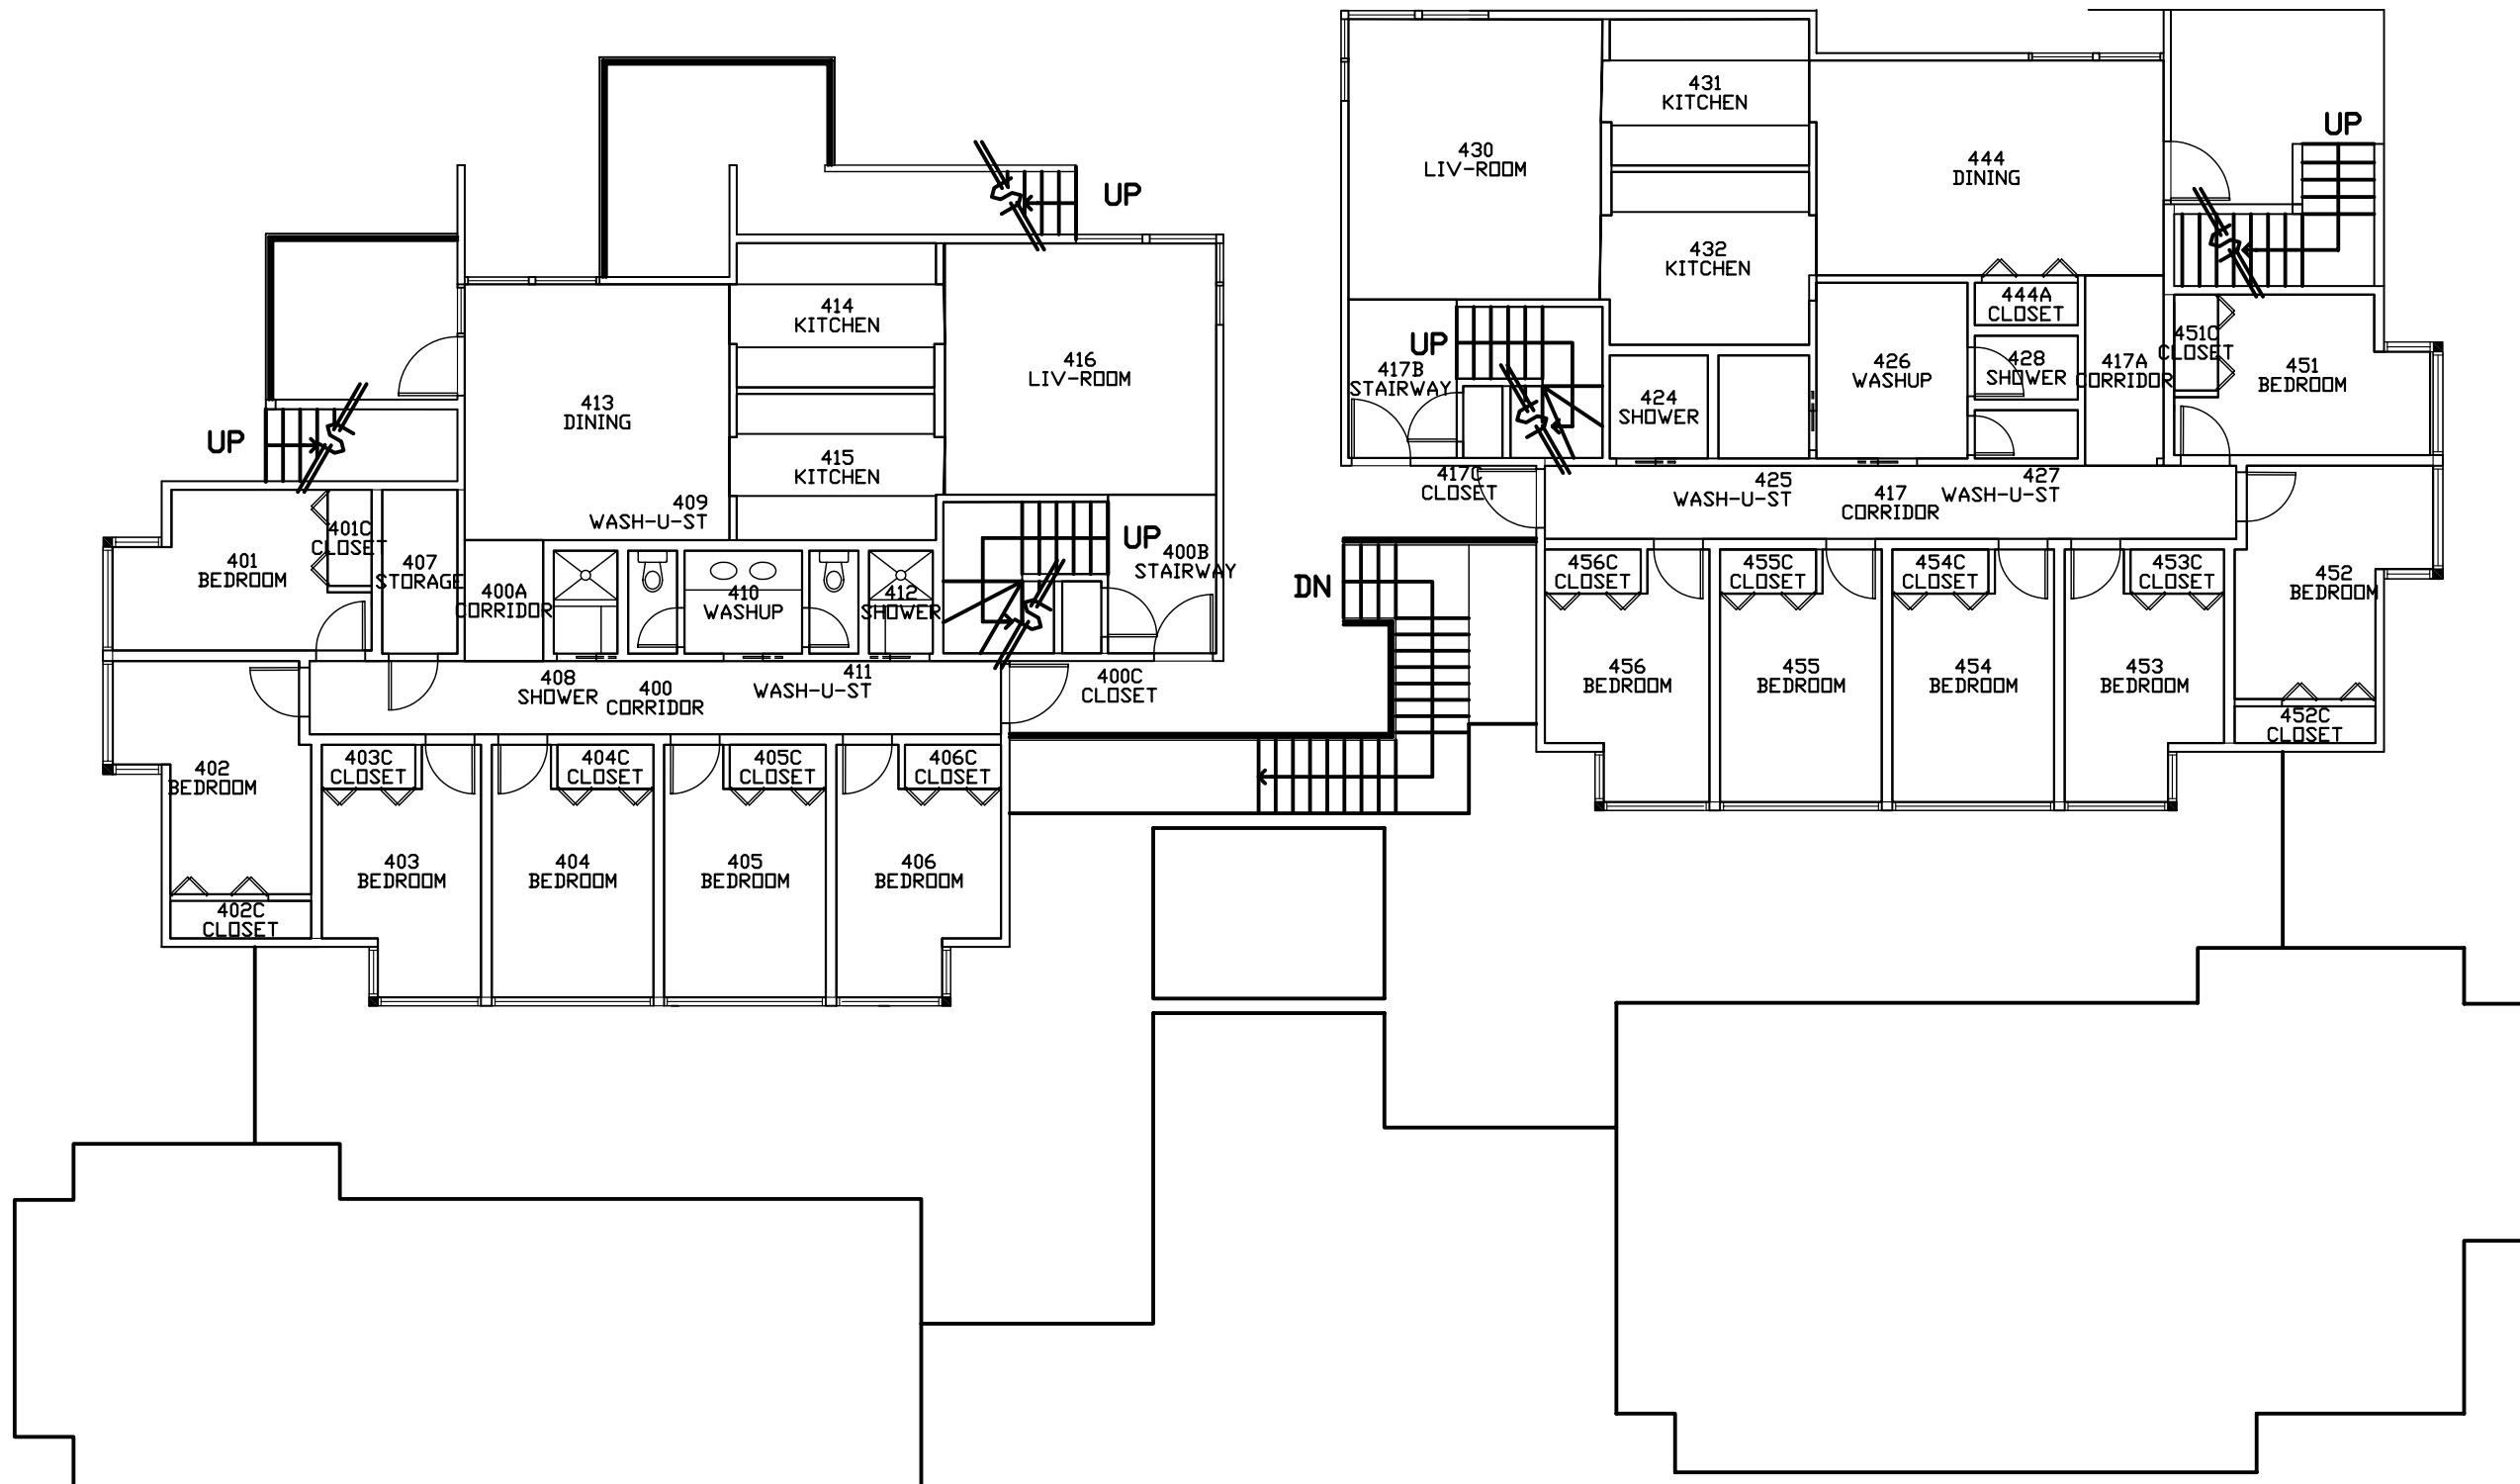 UP
413
DINING
414
KITCHEN
415
KITCHEN
416
LIV-ROOM
UP
401
BEDROOM
401C
CLOSET
407
STORAGE
400A
CORRIDOR
409
WASH-U-ST
410
WASHUP
412
SHOWER
UP
400B
STAIRWAY
408
SHOWER
400
CORRIDOR
411
WASH-U-ST
400C
CLOSET
402
BEDROOM
402C
CLOSET
403C
CLOSET
404C
CLOSET
405C
CLOSET
406C
CLOSET
403
BEDROOM
404
BEDROOM
405
BEDROOM
406
BEDROOM
430
LIV-ROOM
431
KITCHEN
432
KITCHEN
444
DINING
UP
UP
417B
STAIRWAY
424
SHOWER
426
WASHUP
444A
CLOSET
428
SHOWER
417A
CORRIDOR
451C
CLOSET
451
BEDROOM
417C
CLOSET
425
WASH-U-ST
417
CORRIDOR
427
WASH-U-ST
DN
456C
CLOSET
455C
CLOSET
454C
CLOSET
453C
CLOSET
452
BEDROOM
456
BEDROOM
455
BEDROOM
454
BEDROOM
453
BEDROOM
452C
CLOSET